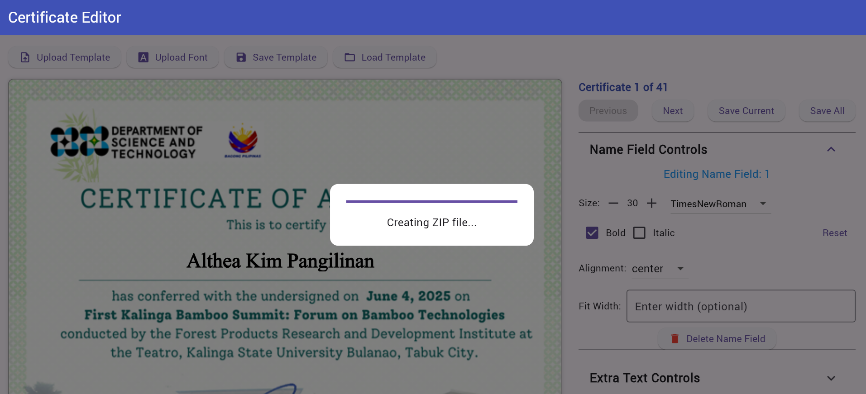 Certificate Editor
Upload Template
Upload Font
Save Template
Load Template
DEPARTMENT OF
SCIENCE AND
TECHNOLOGY
BAGONG PILIPINAS
CERTIFICATE OF A
This is to certify
Althea Kim Pangilinan
has conferred with the undersigned on June 4, 2025 on
First Kalinga Bamboo Summit: Forum on Bamboo Technologies
conducted by the Forest Products Research and Development Institute at
the Teatro, Kalinga State University Bulanao, Tabuk City.
Creating ZIP file...
Certificate 1 of 41
Previous
Next
Save Current
Save All
Name Field Controls
Editing Name Field: 1
Size: 30 TimesNewRoman
Bold Italic Reset
Alignment: center
Fit Width: Enter width (optional)
Delete Name Field
Extra Text Controls